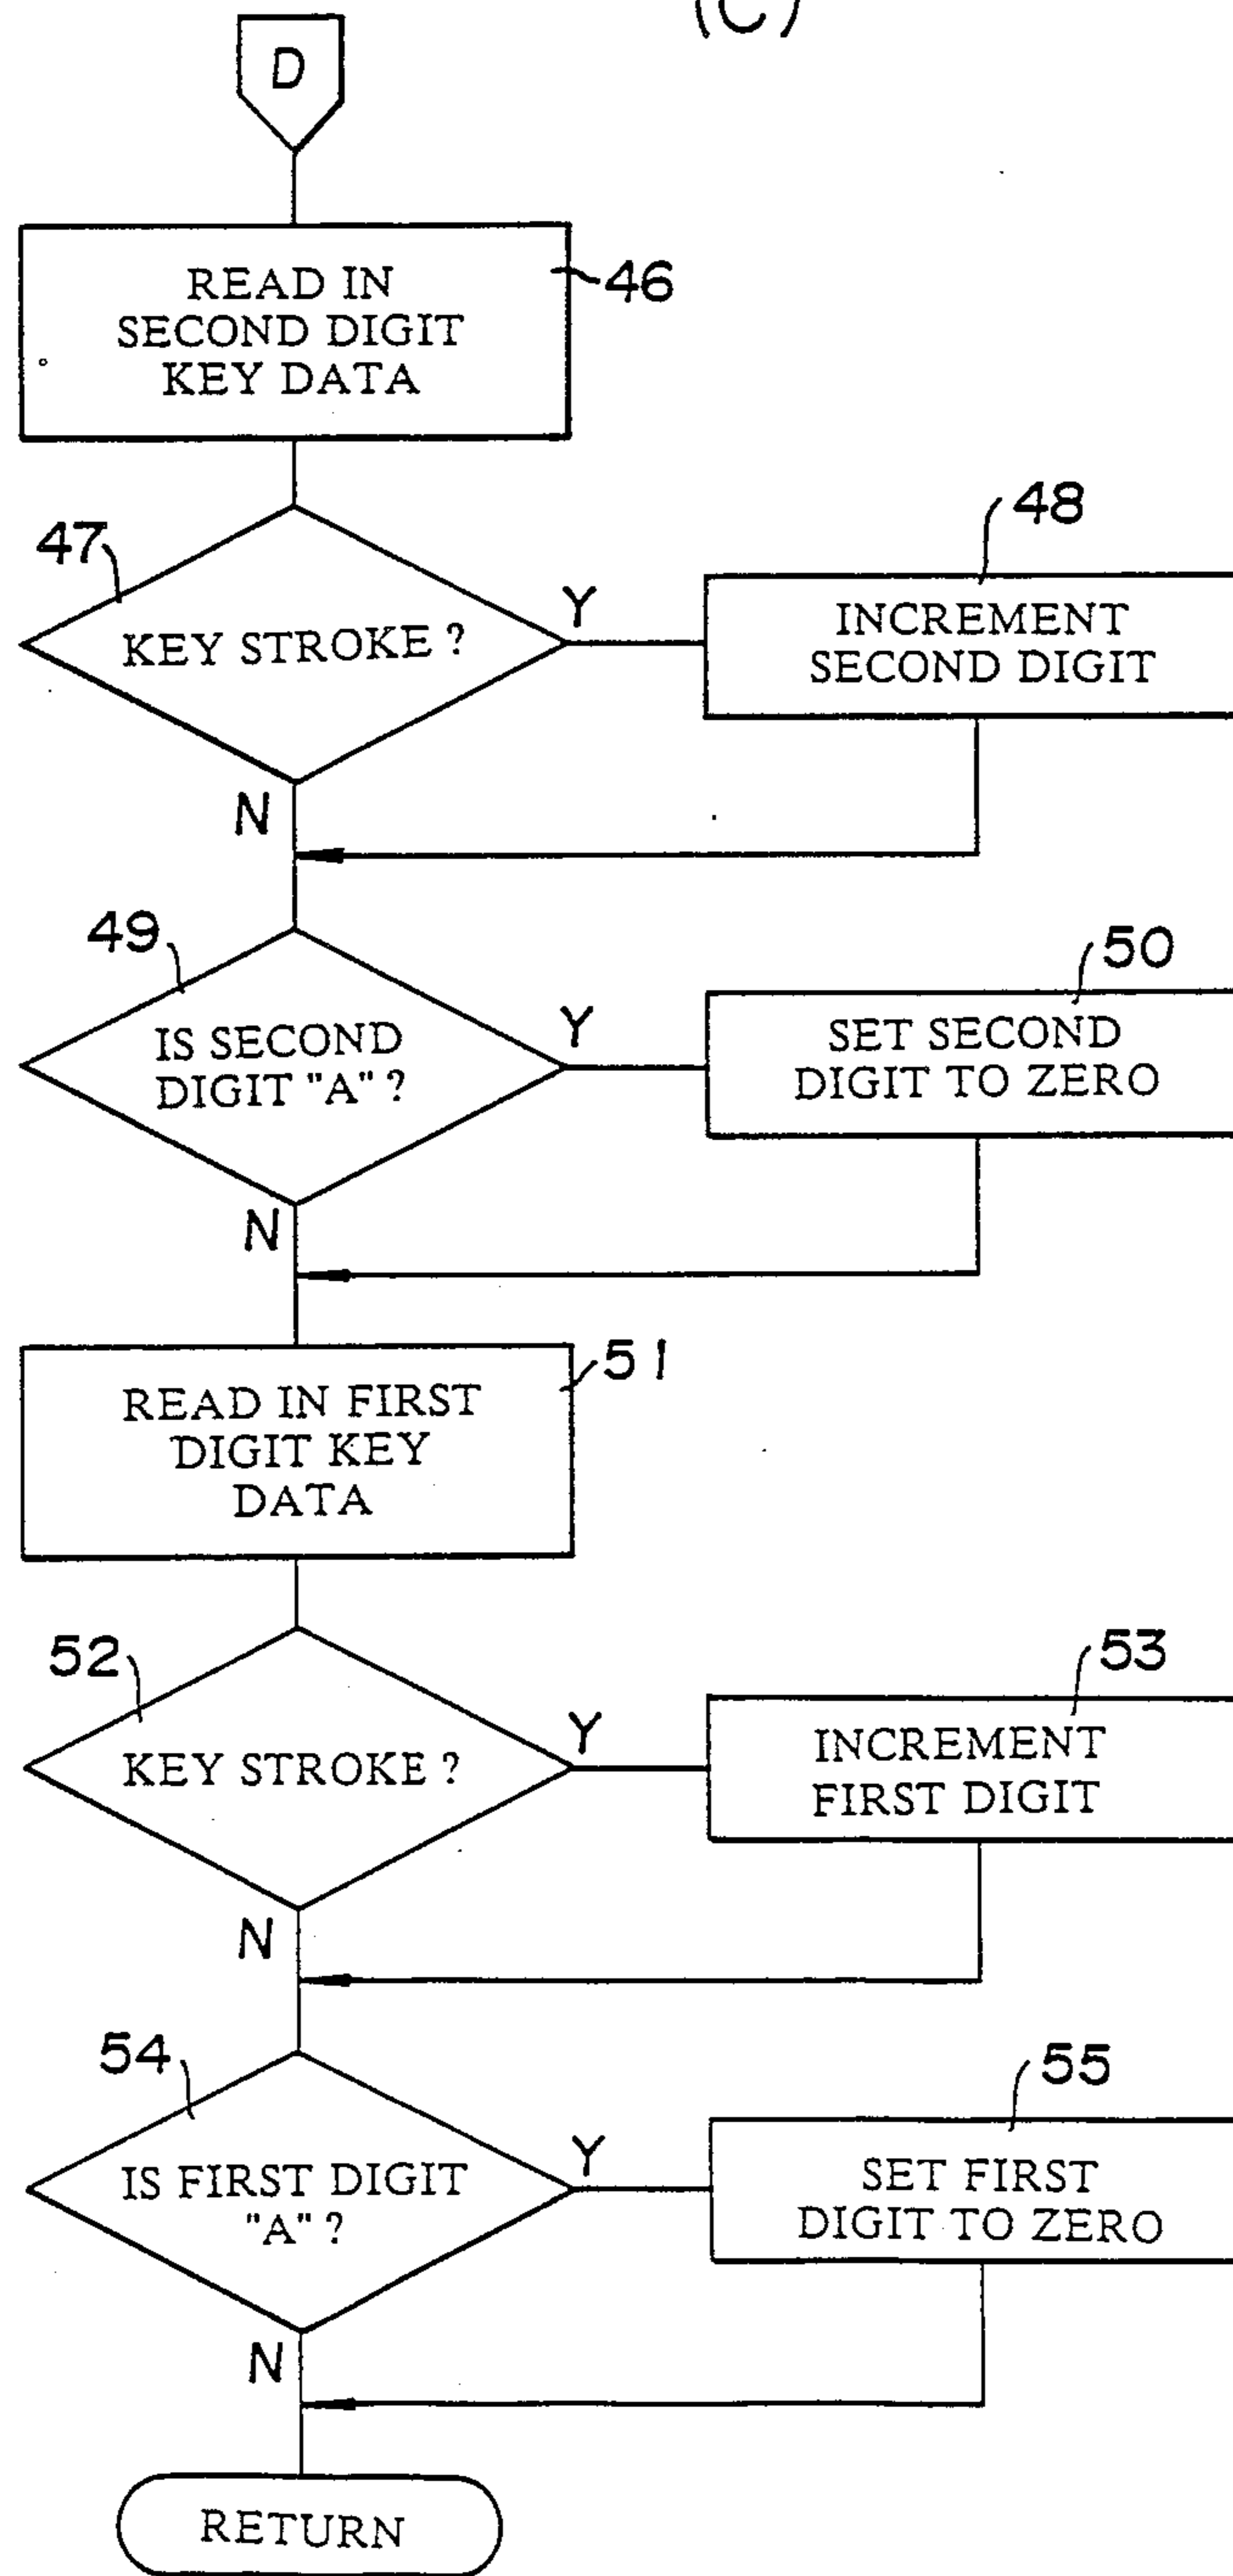 (C)
D
READ IN
SECOND DIGIT
KEY DATA
46
47
KEY STROKE ?
Y
N
48
INCREMENT
SECOND DIGIT
49
IS SECOND
DIGIT "A" ?
Y
N
50
SET SECOND
DIGIT TO ZERO
READ IN FIRST
DIGIT KEY
DATA
51
52
KEY STROKE ?
Y
N
53
INCREMENT
FIRST DIGIT
54
IS FIRST DIGIT
"A" ?
Y
N
55
SET FIRST
DIGIT TO ZERO
RETURN